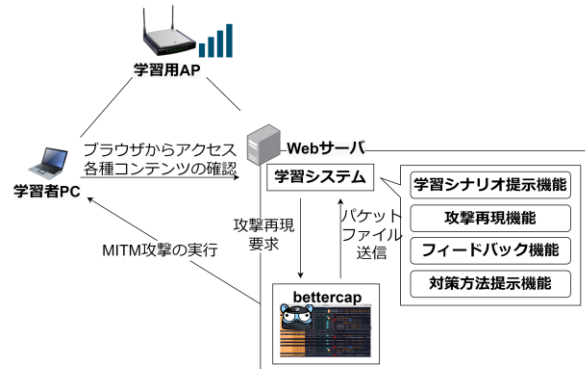 学習用AP
ブラウザからアクセス
各種コンテンツの確認
学習者PC
Webサーバ
学習システム
学習シナリオ提示機能
攻撃再現機能
フィードバック機能
対策方法提示機能
攻撃再現
要求
パケット
ファイル
送信
MITM攻撃の実行
bettercap